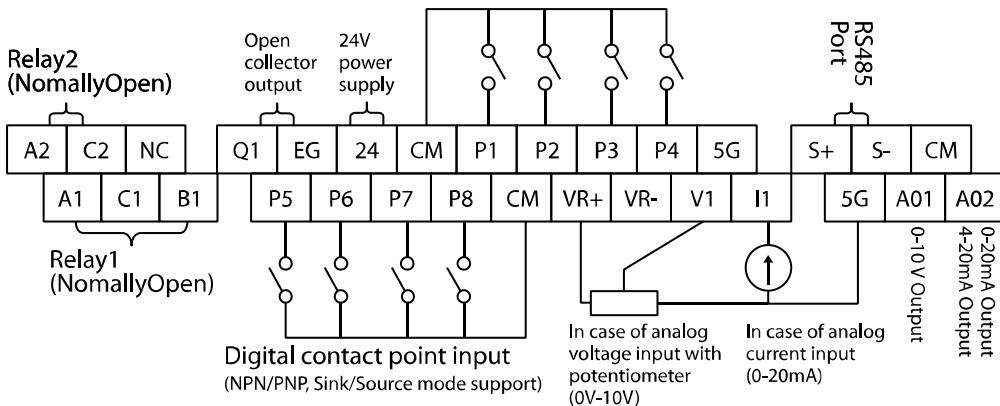 Relay2
(NomallyOpen)
Open
collector
output
24V
power
supply
RS485
Port
A2 C2 NC Q1 EG 24 CM P1 P2 P3 P4 5G S+ S- CM
A1 C1 B1 P5 P6 P7 P8 CM VR+ VR- V1 I1 5G A01 A02
Relay1
(NomallyOpen)
Digital contact point input
(NPN/PNP, Sink/Source mode support)
In case of analog
voltage input with
potentiometer
(0V-10V)
In case of analog
current input
(0-20mA)
0-10 V Output
0-20mA Output
4-20mA Output